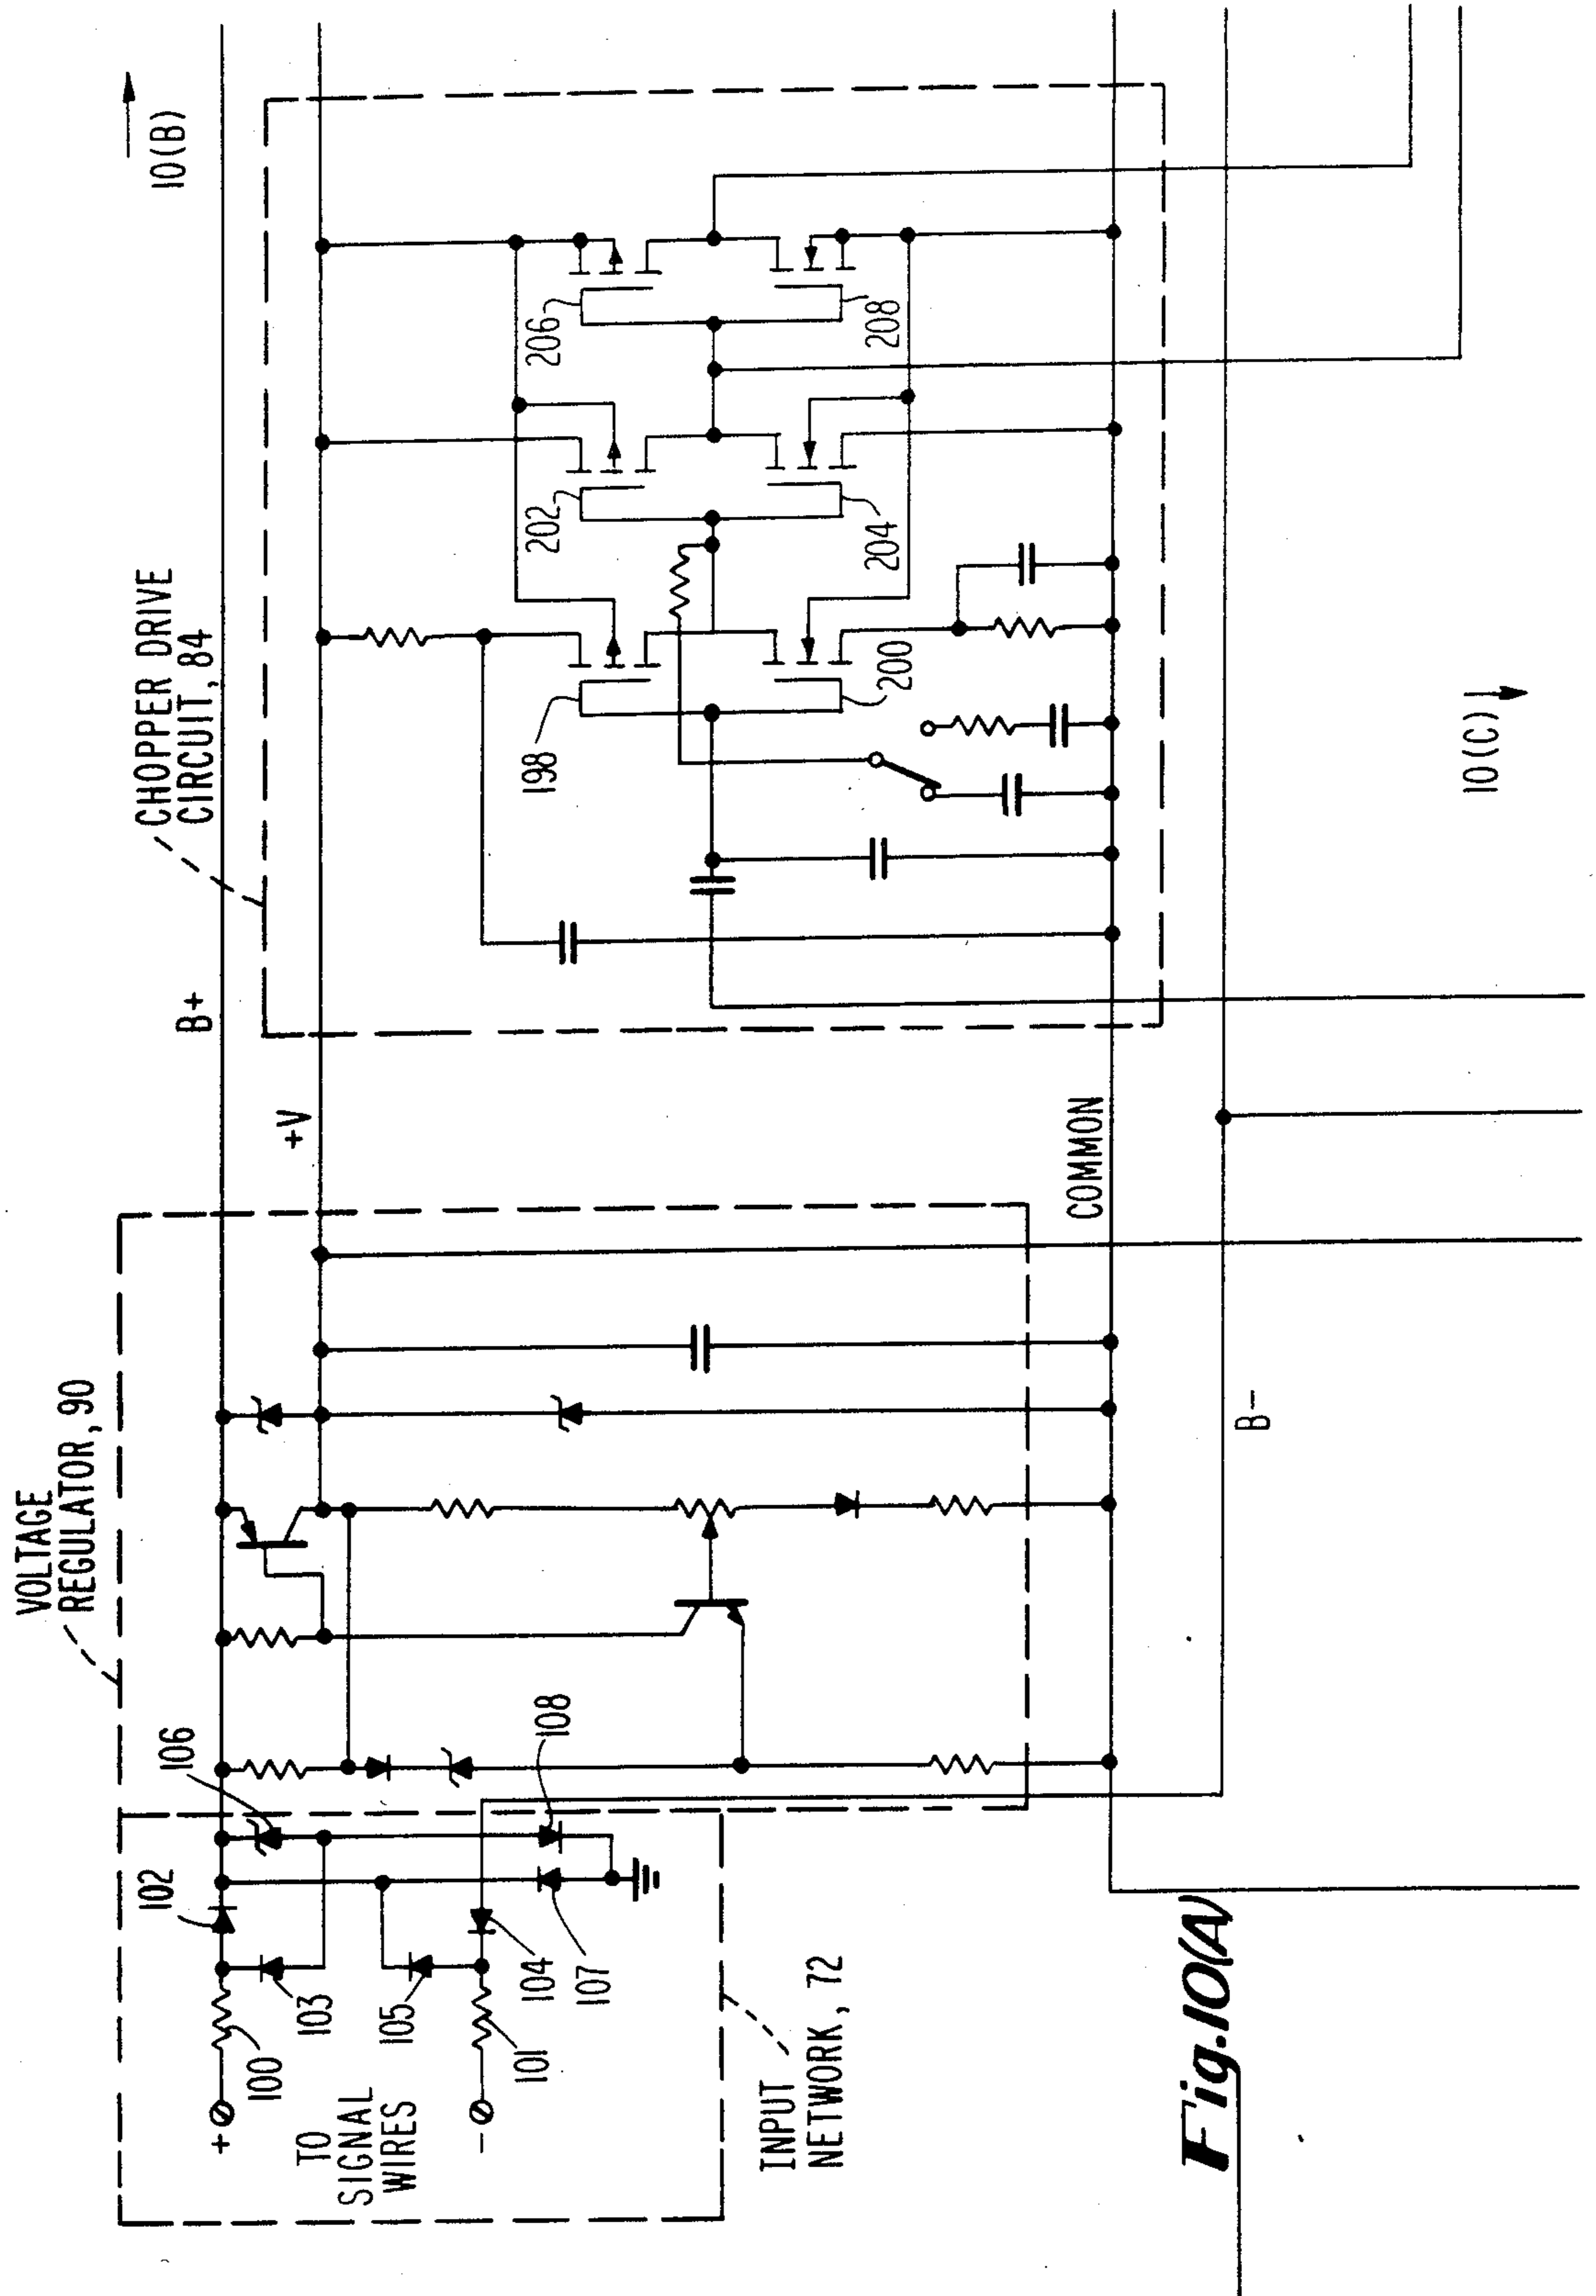 10(B)
CHOPPER DRIVE
CIRCUIT, 84
B+
+V
206
208
202
204
198
200
10(C)
COMMON
B-
VOLTAGE
REGULATOR, 90
106
108
102
103
105
104
107
100
101
+
TO
SIGNAL
WIRES
-
INPUT
NETWORK, 72
Fig.10(A)